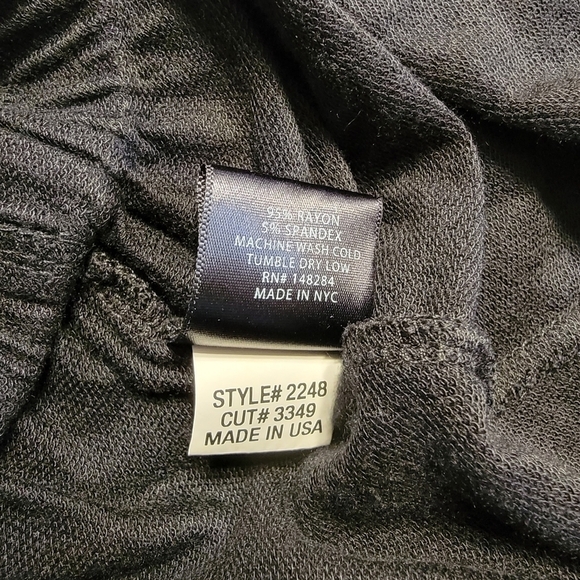 95% RAYON
5% SPANDEX
MACHINE WASH COLD
TUMBLE DRY LOW
RN# 148284
MADE IN NYC
STYLE# 2248
CUT# 3349
MADE IN USA